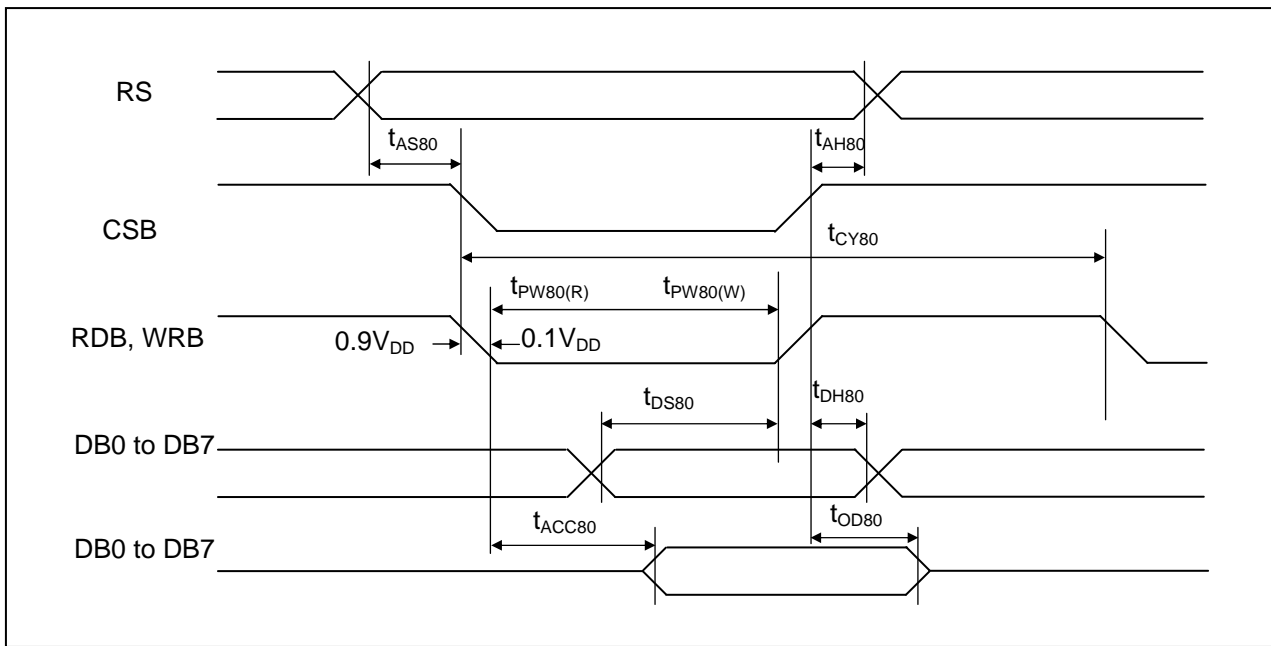 RS
tAS80
tAH80
CSB
tCY80
tPW80(R) tPW80(W)
RDB, WRB
0.9VDD
0.1VDD
tDS80
tDH80
DB0 to DB7
tACC80
tOD80
DB0 to DB7